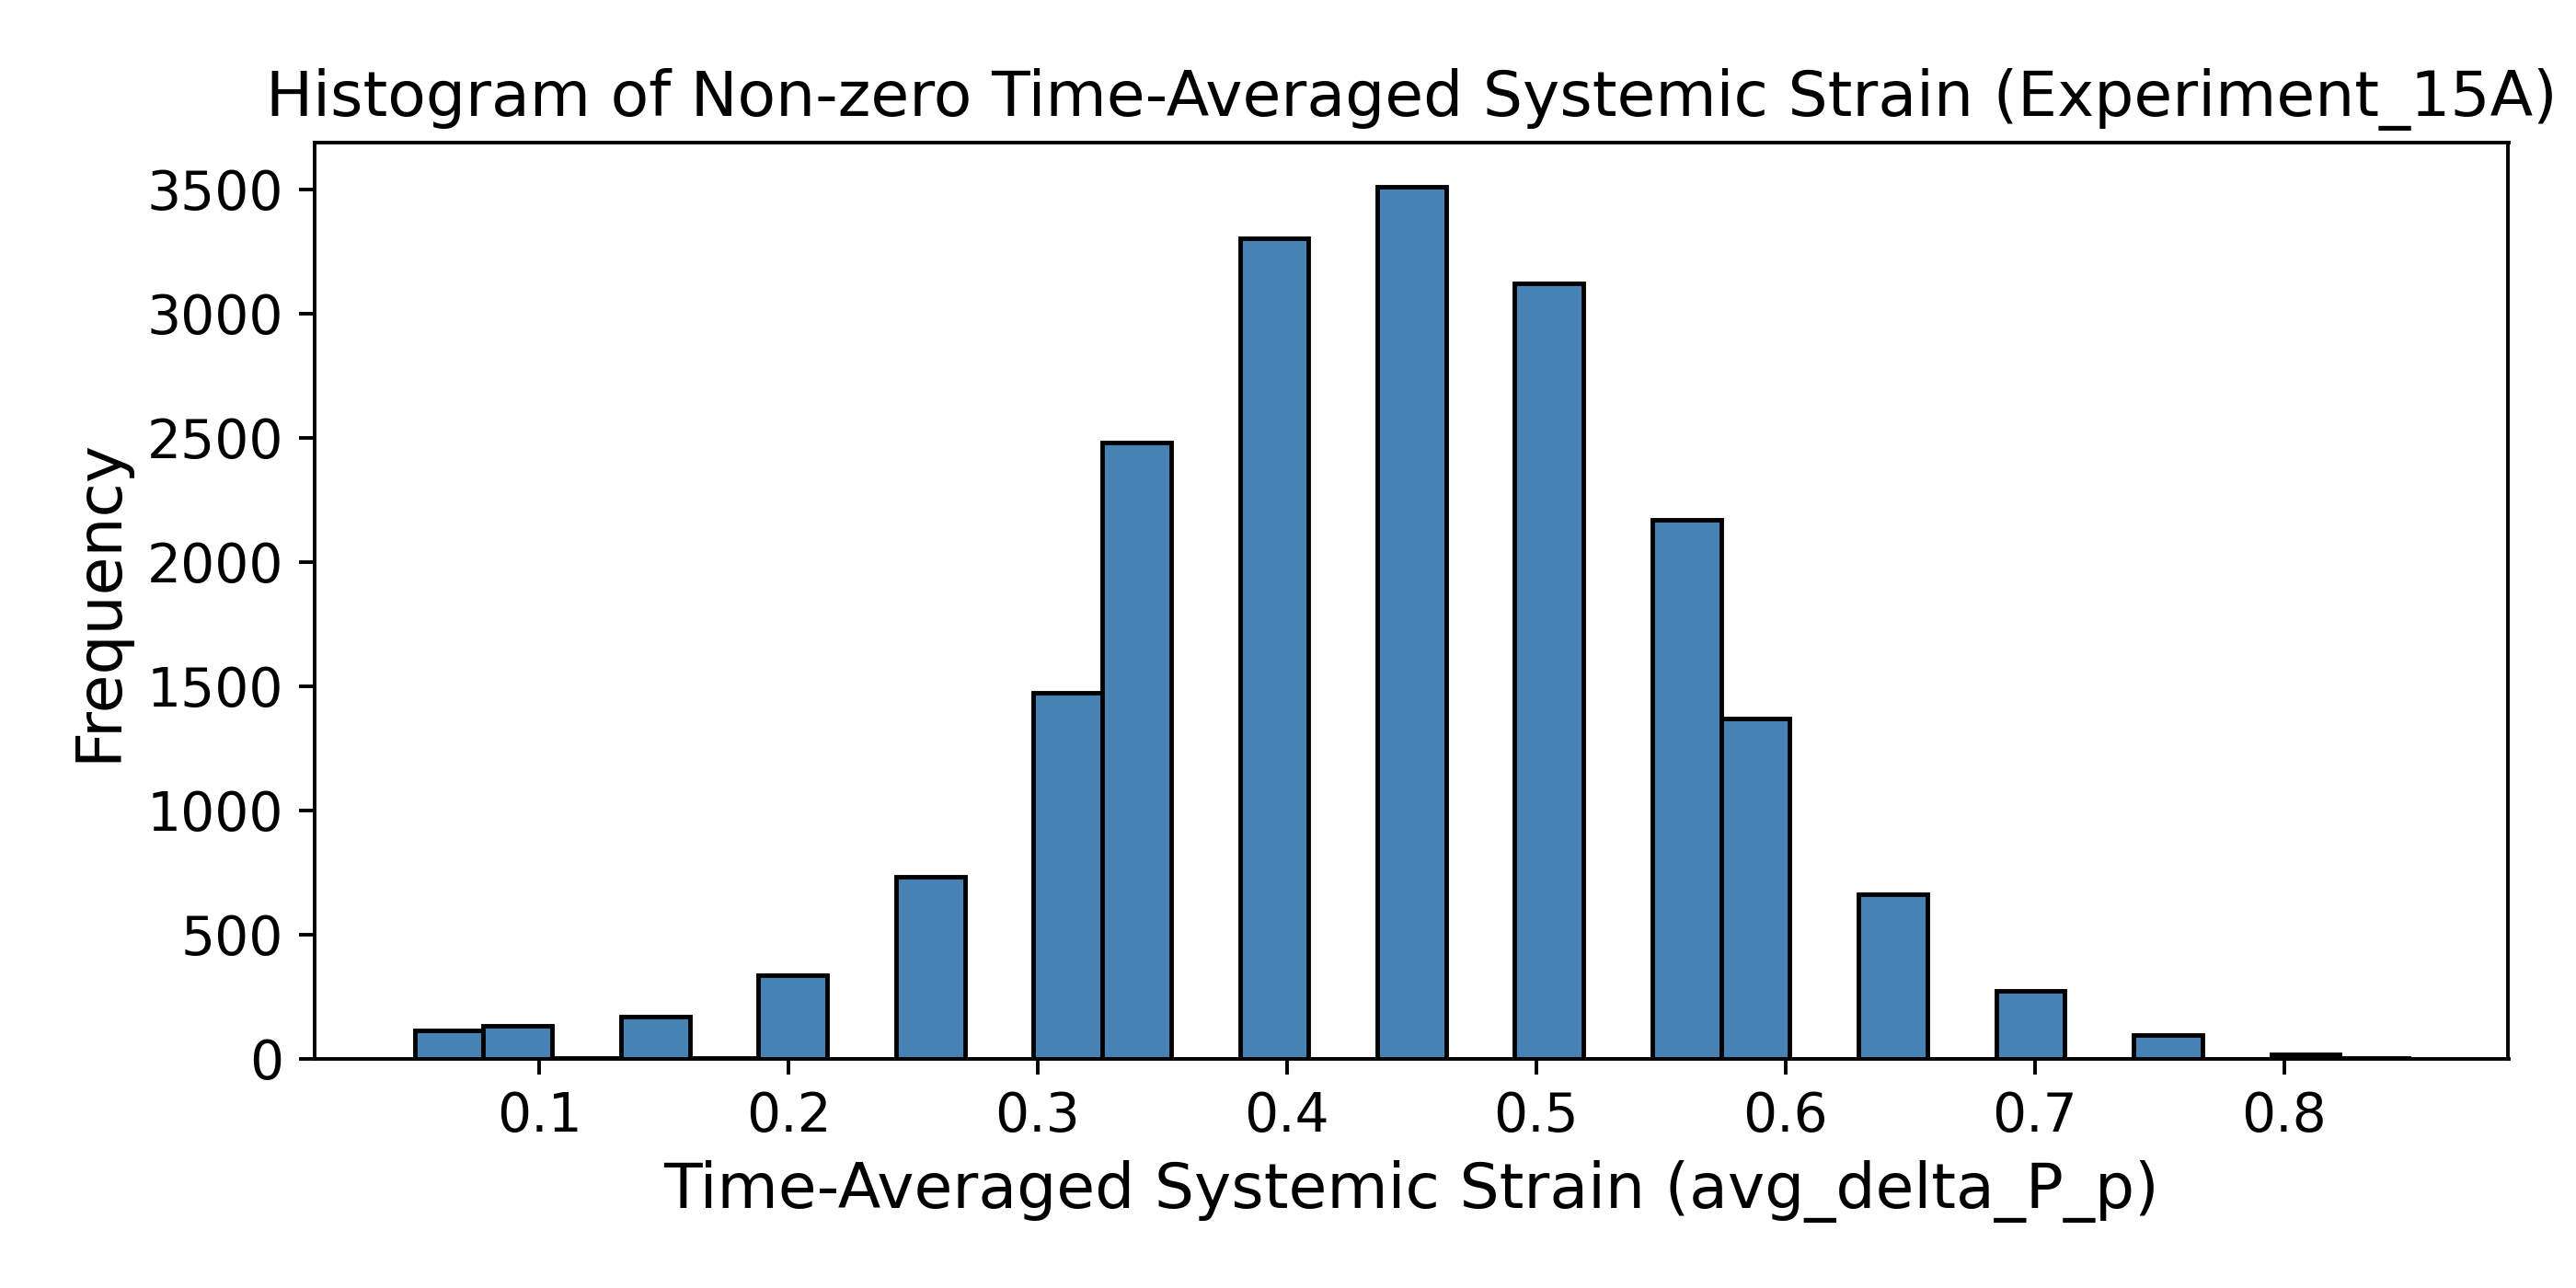 Histogram of Non-zero Time-Averaged Systemic Strain (Experiment_15A)
3500
3000
2500
2000
1500
1000
500
0
Frequency
0.1 0.2 0.3 0.4 0.5 0.6 0.7 0.8
Time-Averaged Systemic Strain (avg_delta_P_p)